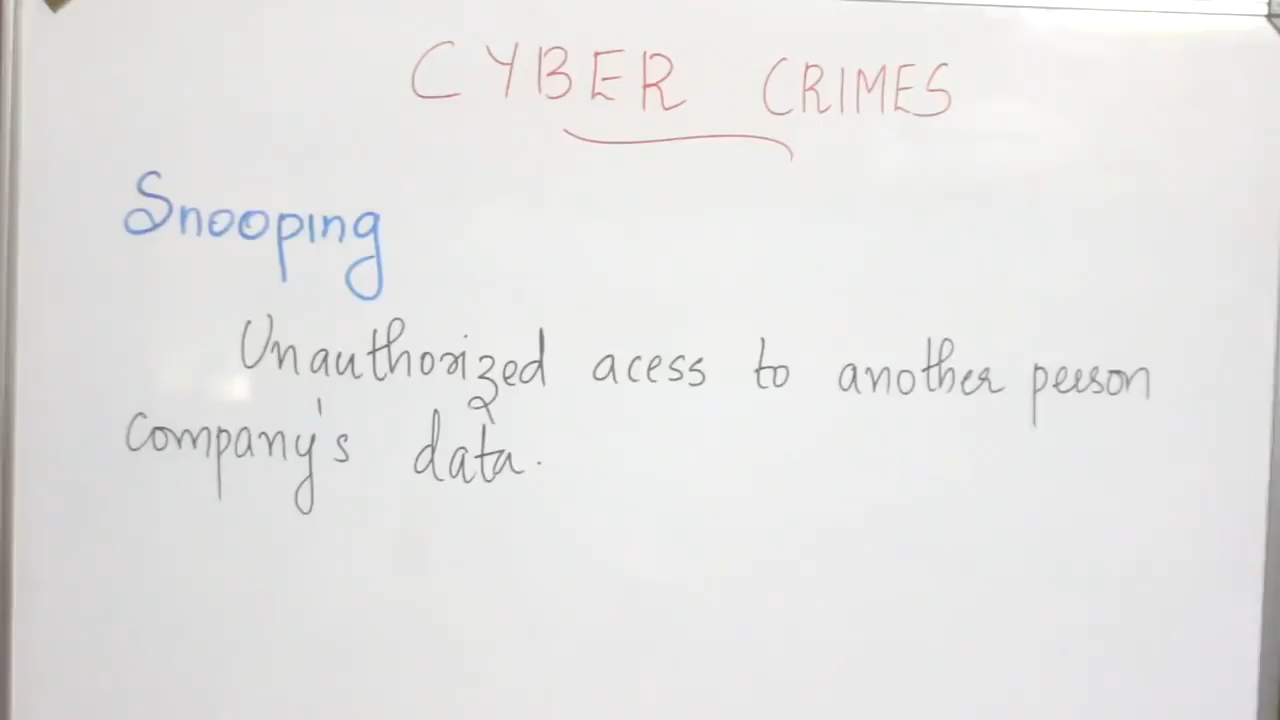 CYBER CRIMES
Snooping
Unauthorized acess to another person
company's data.